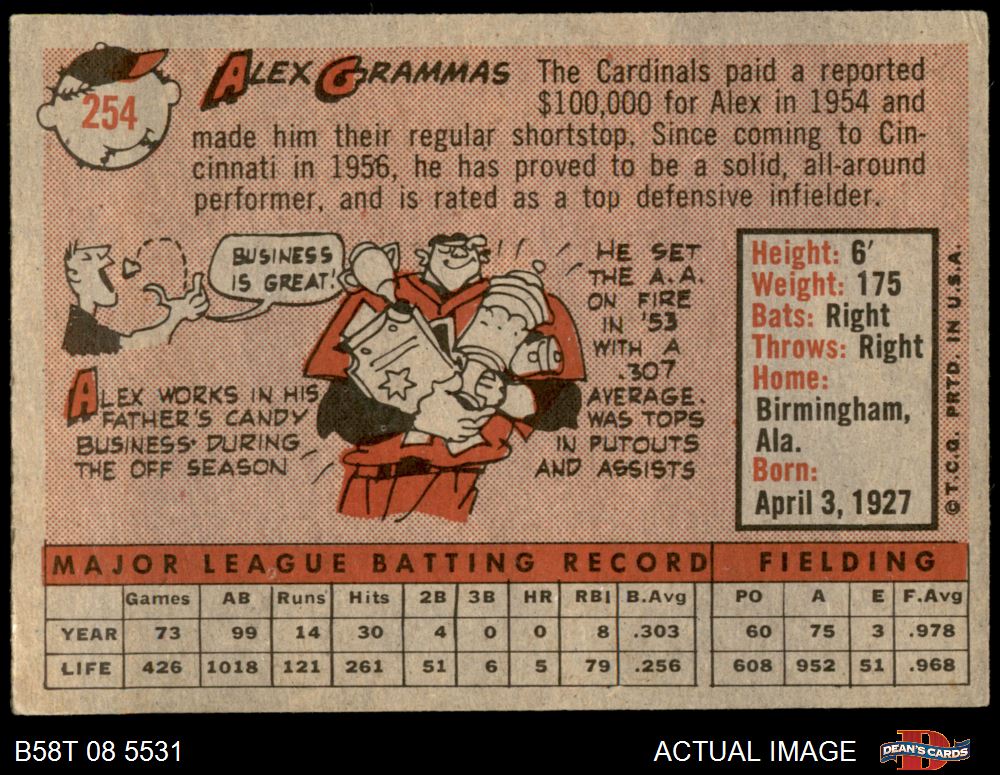 254
ALEX GRAMMAS
The Cardinals paid a reported
$100,000 for Alex in 1954 and
made him their regular shortstop. Since coming to Cin-
cinnati in 1956, he has proved to be a solid, all-around
performer, and is rated as a top defensive infielder.
BUSINESS
IS GREAT!
ALEX WORKS IN HIS
FATHER'S CANDY
BUSINESS DURING
THE OFF SEASON
HE SET
THE A.A.
ON FIRE
IN '53
WITH A
.307
AVERAGE.
WAS TOPS
IN PUTOUTS
AND ASSISTS
Height: 6'
Weight: 175
Bats: Right
Throws: Right
Home:
Birmingham,
Ala.
Born:
April 3, 1927
© T.C.G. PRTD. IN U.S.A.
MAJOR LEAGUE BATTING RECORD FIELDING
Games AB Runs Hits 2B 3B HR RBI B.Avg PO A E F.Avg
YEAR 73 99 14 30 4 0 0 8 .303 60 75 3 .978
LIFE 426 1018 121 261 51 6 5 79 .256 608 952 51 .968
B58T 08 5531
ACTUAL IMAGE
DEAN'S CARDS